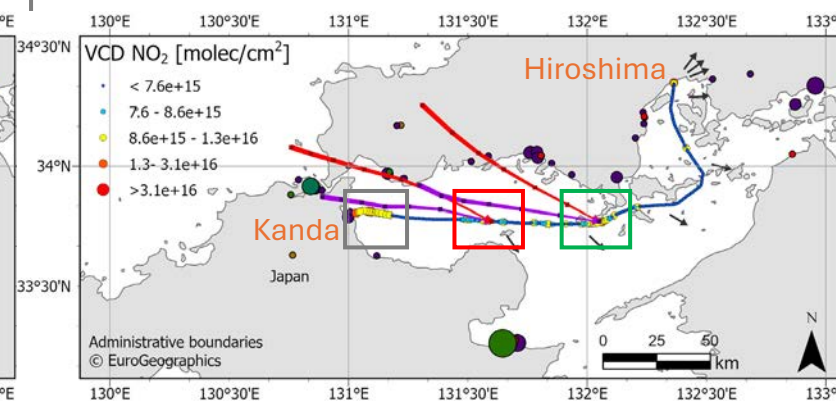 °E 130°E 130°30'E 131°E 131°30'E 132°E 132°30'E 133°
34°30'N
VCD NO₂ [molec/cm²]
Hiroshima
< 7.6e+15
7.6 - 8.6e+15
8.6e+15 - 1.3e+16
1.3- 3.1e+16
>3.1e+16
34°N
Kanda
Japan
33°30'N
N
0 25 50
km
Administrative boundaries
© EuroGeographics
°E 130°E 130°30'E 131°E 131°30'E 132°E 132°30'E 133°